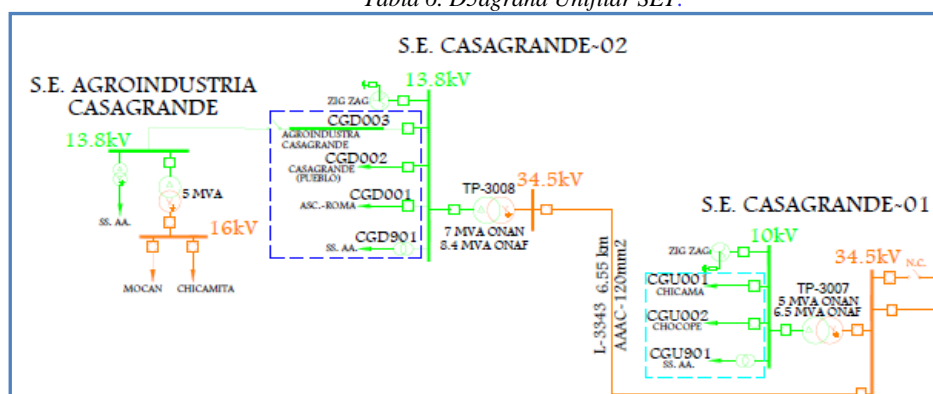 Tabla 6. D5agrand Unifilar SET.
S.E. CASAGRANDE-02
S.E. AGROINDUSTRIA
CASAGRANDE
13.8kV
ZIG ZAG
CGD003
AGROINDUSTRA
CASAGRANDE
CGD002
CASAGRANDE
(PUEBLO)
CGD001
ASC.-ROMA
CGD901
SS. AA.
13.8kV
5 MVA
SS. AA.
16kV
MOCAN
CHICAMITA
TP-3008
7 MVA ONAN
8.4 MVA ONAF
34.5kV
L-3343 6.55 km
AAAC-120mm2
S.E. CASAGRANDE-01
10kV
ZIG ZAG
CGU001
CHICAMA
CGU002
CHOCOPE
CGU901
SS. AA.
TP-3007
5 MVA ONAN
6.5 MVA ONAF
34.5kV
N.C.